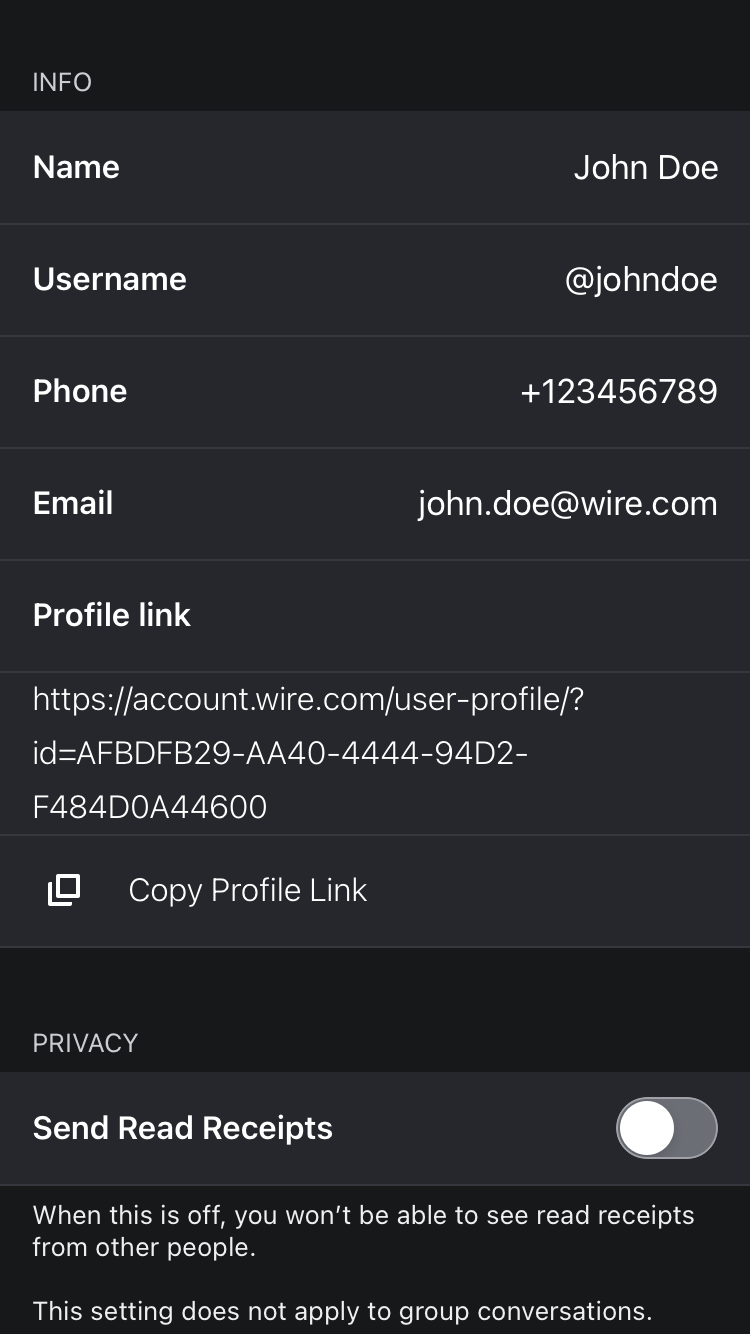 INFO
Name John Doe
Username @johndoe
Phone +123456789
Email john.doe@wire.com
Profile link
https://account.wire.com/user-profile/?
id=AFBDFB29-AA40-4444-94D2-
F484D0A44600
Copy Profile Link
PRIVACY
Send Read Receipts
When this is off, you won’t be able to see read receipts
from other people.
This setting does not apply to group conversations.